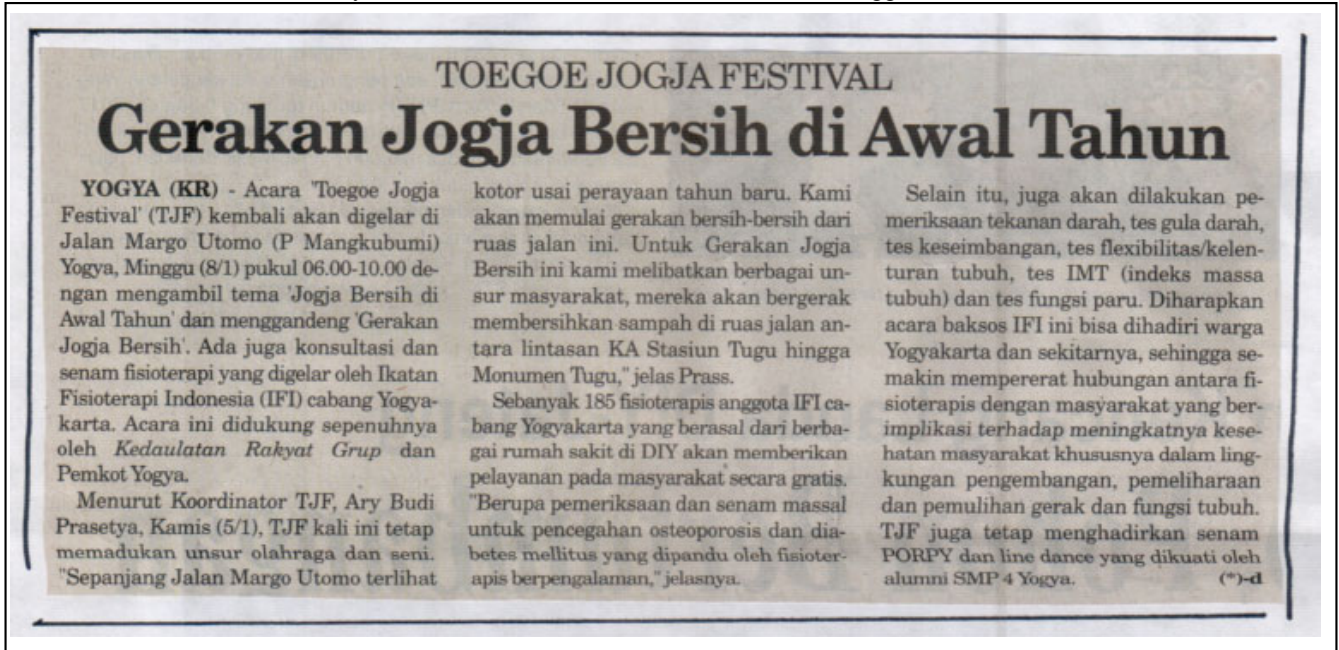 TOEGOE JOGJA FESTIVAL
Gerakan Jogja Bersih di Awal Tahun
YOGYA (KR) - Acara 'Toegoe Jogja
Festival' (TJF) kembali akan digelar di
Jalan Margo Utomo (P Mangkubumi)
Yogya, Minggu (8/1) pukul 06.00-10.00 de-
ngan mengambil tema 'Jogja Bersih di
Awal Tahun' dan menggandeng 'Gerakan
Jogja Bersih'. Ada juga konsultasi dan
senam fisioterapi yang digelar oleh Ikatan
Fisioterapi Indonesia (IFI) cabang Yogya-
karta. Acara ini didukung sepenuhnya
oleh Kedaulatan Rakyat Grup dan
Pemkot Yogya.
Menurut Koordinator TJF, Ary Budi
Prasetya, Kamis (5/1), TJF kali ini tetap
memadukan unsur olahraga dan seni.
"Sepanjang Jalan Margo Utomo terlihat
kotor usai perayaan tahun baru. Kami
akan memulai gerakan bersih-bersih dari
ruas jalan ini. Untuk Gerakan Jogja
Bersih ini kami melibatkan berbagai un-
sur masyarakat, mereka akan bergerak
membersihkan sampah di ruas jalan an-
tara lintasan KA Stasiun Tugu hingga
Monumen Tugu," jelas Prass.
Sebanyak 185 fisioterapis anggota IFI ca-
bang Yogyakarta yang berasal dari berba-
gai rumah sakit di DIY akan memberikan
pelayanan pada masyarakat secara gratis.
"Berupa pemeriksaan dan senam massal
untuk pencegahan osteoporosis dan dia-
betes mellitus yang dipandu oleh fisioter-
apis berpengalaman," jelasnya.
Selain itu, juga akan dilakukan pe-
meriksaan tekanan darah, tes gula darah,
tes keseimbangan, tes flexibilitas/kelen-
turan tubuh, tes IMT (indeks massa
tubuh) dan tes fungsi paru. Diharapkan
acara baksos IFI ini bisa dihadiri warga
Yogyakarta dan sekitarnya, sehingga se-
makin mempererat hubungan antara fi-
sioterapis dengan masyarakat yang ber-
implikasi terhadap meningkatnya kese-
hatan masyarakat khususnya dalam ling-
kungan pengembangan, pemeliharaan
dan pemulihan gerak dan fungsi tubuh.
TJF juga tetap menghadirkan senam
PORPY dan line dance yang dikuati oleh
alumni SMP 4 Yogya. (*)-d